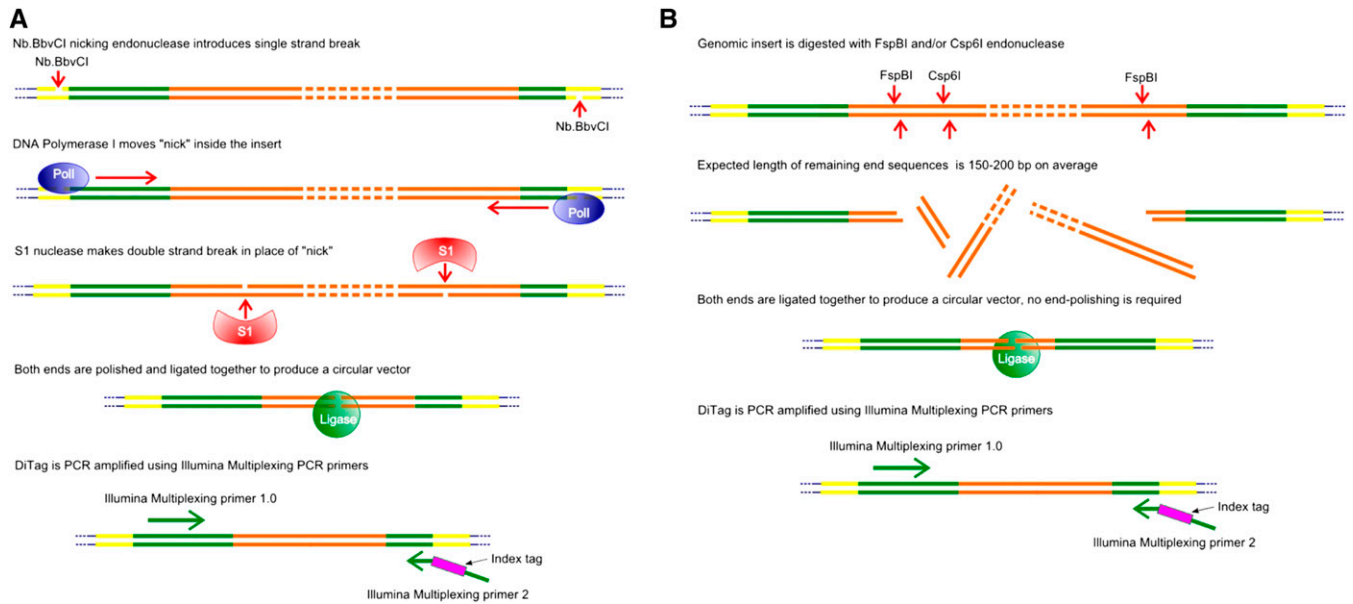 A
Nb.BbvCI nicking endonuclease introduces single strand break
Nb.BbvCI
Nb.BbvCI
DNA Polymerase I moves "nick" inside the insert
PolI
PolI
S1 nuclease makes double strand break in place of "nick"
S1
S1
Both ends are polished and ligated together to produce a circular vector
Ligase
DiTag is PCR amplified using Illumina Multiplexing PCR primers
Illumina Multiplexing primer 1.0
Index tag
Illumina Multiplexing primer 2
B
Genomic insert is digested with FspBI and/or Csp6I endonuclease
FspBI Csp6I FspBI
Expected length of remaining end sequences is 150-200 bp on average
Both ends are ligated together to produce a circular vector, no end-polishing is required
Ligase
DiTag is PCR amplified using Illumina Multiplexing PCR primers
Illumina Multiplexing primer 1.0
Index tag
Illumina Multiplexing primer 2